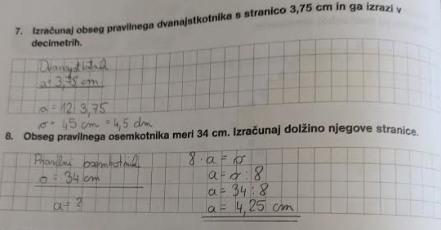 7. Izračunaj obseg pravilnega dvanajstkotnika s stranico 3,75 cm in ga izrazi v
decimetrih.
a = 3,75 cm
a = 12 · 3,75
o = 45 cm = 4,5 dm
8. Obseg pravilnega osemkotnika meri 34 cm. Izračunaj dolžino njegove stranice.
Pravilni osemkotnik
o = 34 cm
a = ?
8 · a = o
a = o : 8
a = 34 : 8
a = 4,25 cm